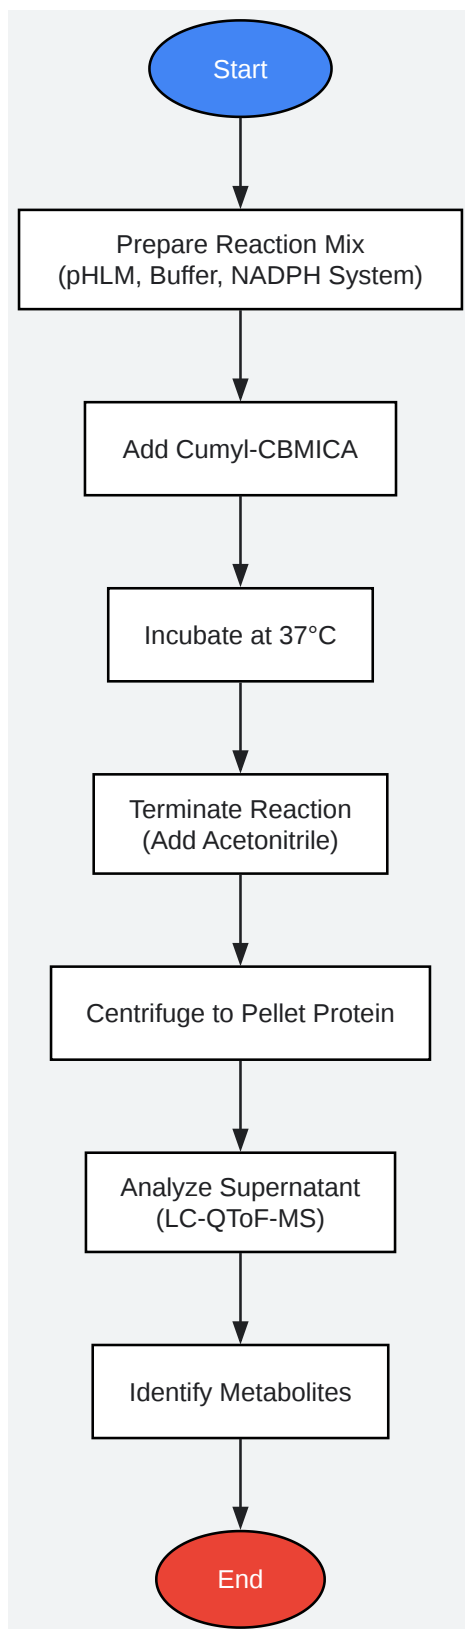 Start
Prepare Reaction Mix
(pHLM, Buffer, NADPH System)
Add Cumyl-CBMICA
Incubate at 37°C
Terminate Reaction
(Add Acetonitrile)
Centrifuge to Pellet Protein
Analyze Supernatant
(LC-QToF-MS)
Identify Metabolites
End